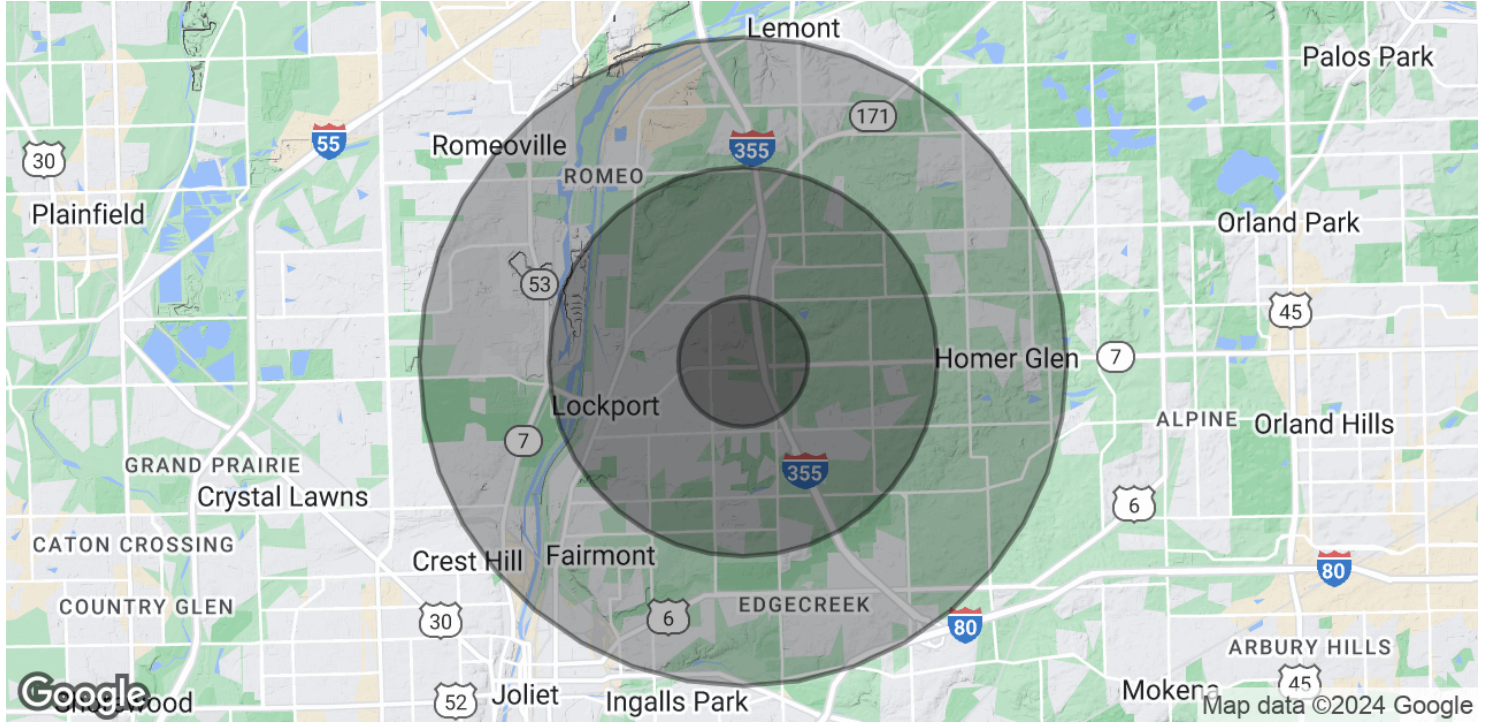 Lemont
Palos Park
171
55
Romeoville
355
30
ROMEO
Plainfield
Orland Park
53
45
Homer Glen
7
Lockport
ALPINE
Orland Hills
7
GRAND PRAIRIE
355
Crystal Lawns
6
CATON CROSSING
Crest Hill
Fairmont
80
COUNTRY GLEN
EDGECREEK
30
6
80
ARBURY HILLS
Google
Shorewood
52
Joliet
Ingalls Park
Mokena
45
Map data ©2024 Google